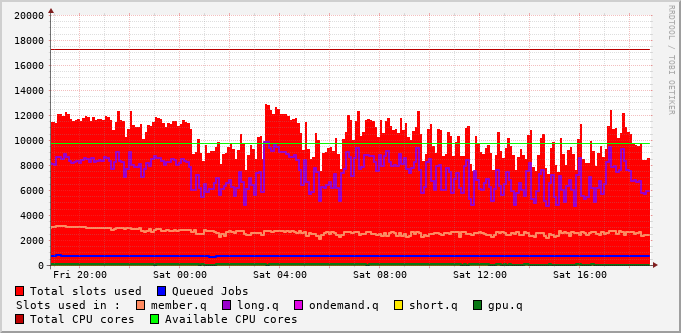 20000
18000
16000
14000
12000
10000
8000
6000
4000
2000
0
Fri 20:00 Sat 00:00 Sat 04:00 Sat 08:00 Sat 12:00 Sat 16:00
RRDTOOL / TOBI OETIKER
Total slots used Queued Jobs
Slots used in : member.q long.q ondemand.q short.q gpu.q
Total CPU cores Available CPU cores